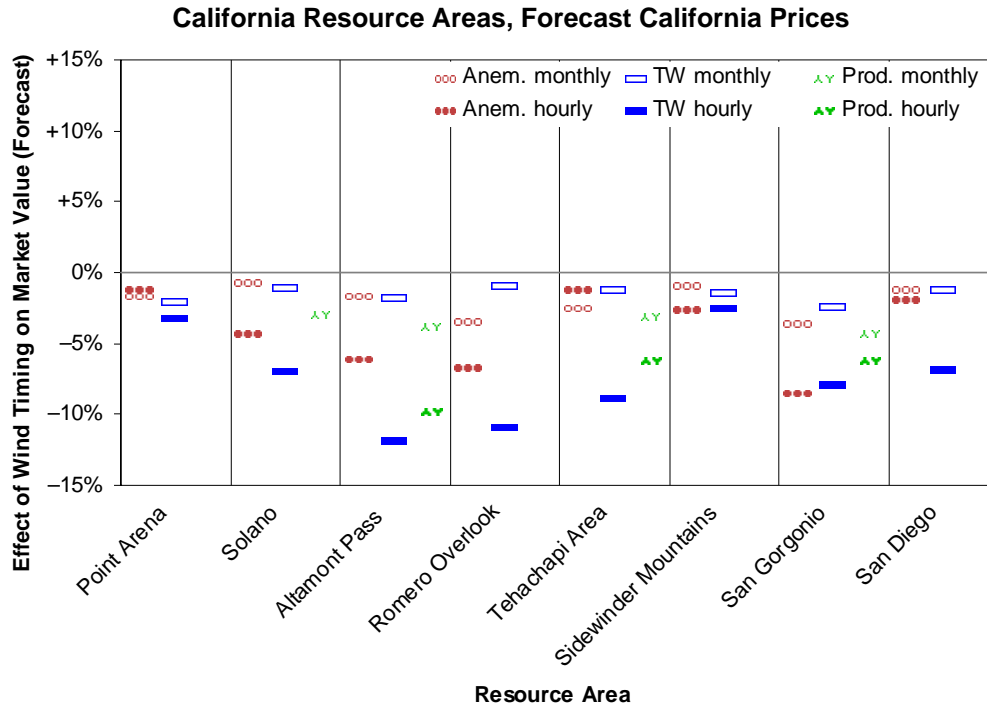 California Resource Areas, Forecast California Prices
Effect of Wind Timing on Market Value (Forecast)
+15%
+10%
+5%
0%
−5%
−10%
−15%
Anem. monthly
TW monthly
Prod. monthly
Anem. hourly
TW hourly
Prod. hourly
Point Arena
Solano
Altamont Pass
Romero Overlook
Tehachapi Area
Sidewinder Mountains
San Gorgonio
San Diego
Resource Area